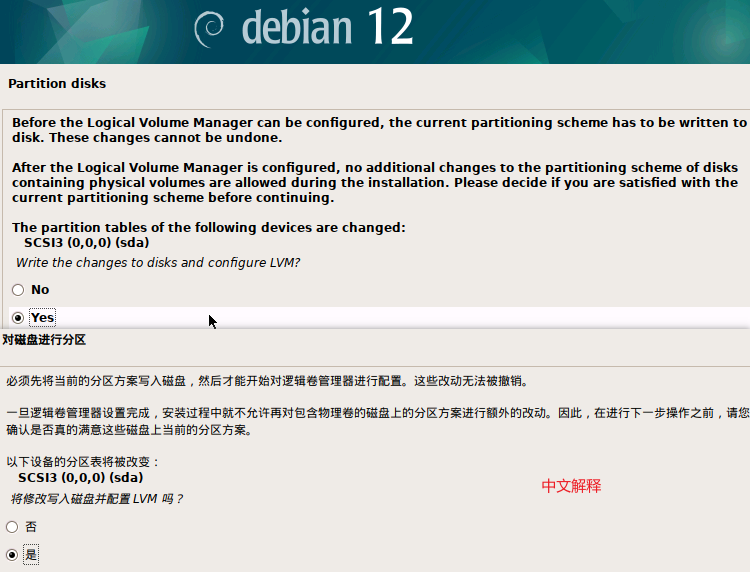 debian 12
Partition disks
Before the Logical Volume Manager can be configured, the current partitioning scheme has to be written to
disk. These changes cannot be undone.
After the Logical Volume Manager is configured, no additional changes to the partitioning scheme of disks
containing physical volumes are allowed during the installation. Please decide if you are satisfied with the
current partitioning scheme before continuing.
The partition tables of the following devices are changed:
SCSI3 (0,0,0) (sda)
Write the changes to disks and configure LVM?
No
Yes
对磁盘进行分区
必须先将当前的分区方案写入磁盘，然后才能开始对逻辑卷管理器进行配置。这些改动无法被撤销。
一旦逻辑卷管理器设置完成，安装过程中就不允许再对包含物理卷的磁盘上的分区方案进行额外的改动。因此，在进行下一步操作之前，请您
确认是否真的满意这些磁盘上当前的分区方案。
以下设备的分区表将被改变：
SCSI3 (0,0,0) (sda)
中文解释
将修改写入磁盘并配置 LVM 吗？
否
是